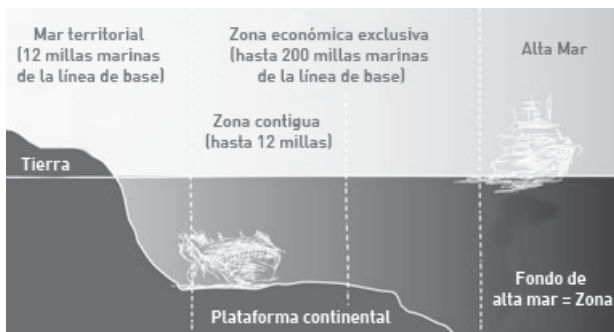 Mar territorial
(12 millas marinas
de la línea de base)
Zona económica exclusiva
(hasta 200 millas marinas
de la línea de base)
Alta Mar
Zona contigua
(hasta 12 millas)
Tierra
Fondo de
alta mar = Zona
Plataforma continental